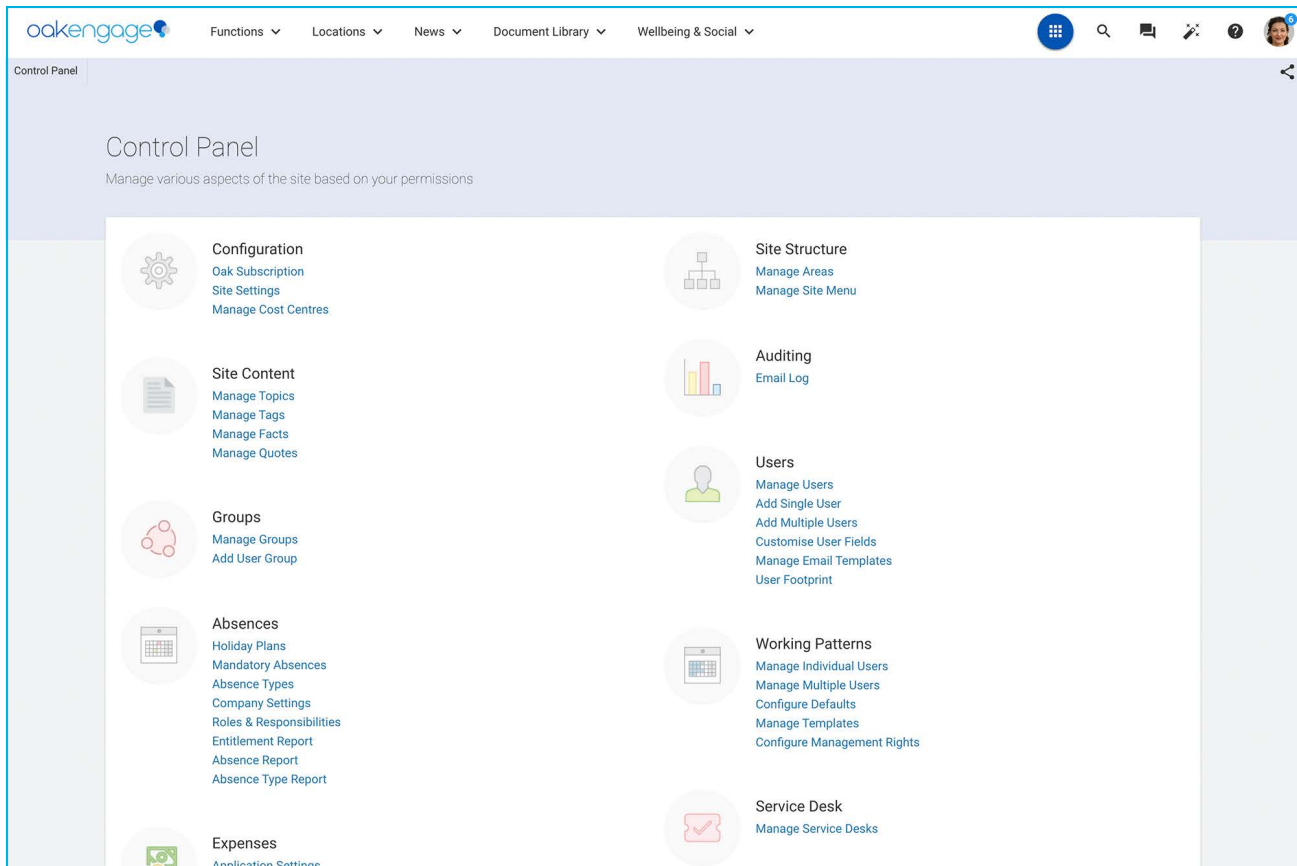 oakengage
Functions
Locations
News
Document Library
Wellbeing & Social
6
Control Panel
Control Panel
Manage various aspects of the site based on your permissions
Configuration
Oak Subscription
Site Settings
Manage Cost Centres
Site Content
Manage Topics
Manage Tags
Manage Facts
Manage Quotes
Groups
Manage Groups
Add User Group
Absences
Holiday Plans
Mandatory Absences
Absence Types
Company Settings
Roles & Responsibilities
Entitlement Report
Absence Report
Absence Type Report
Expenses
Application Settings
Site Structure
Manage Areas
Manage Site Menu
Auditing
Email Log
Users
Manage Users
Add Single User
Add Multiple Users
Customise User Fields
Manage Email Templates
User Footprint
Working Patterns
Manage Individual Users
Manage Multiple Users
Configure Defaults
Manage Templates
Configure Management Rights
Service Desk
Manage Service Desks